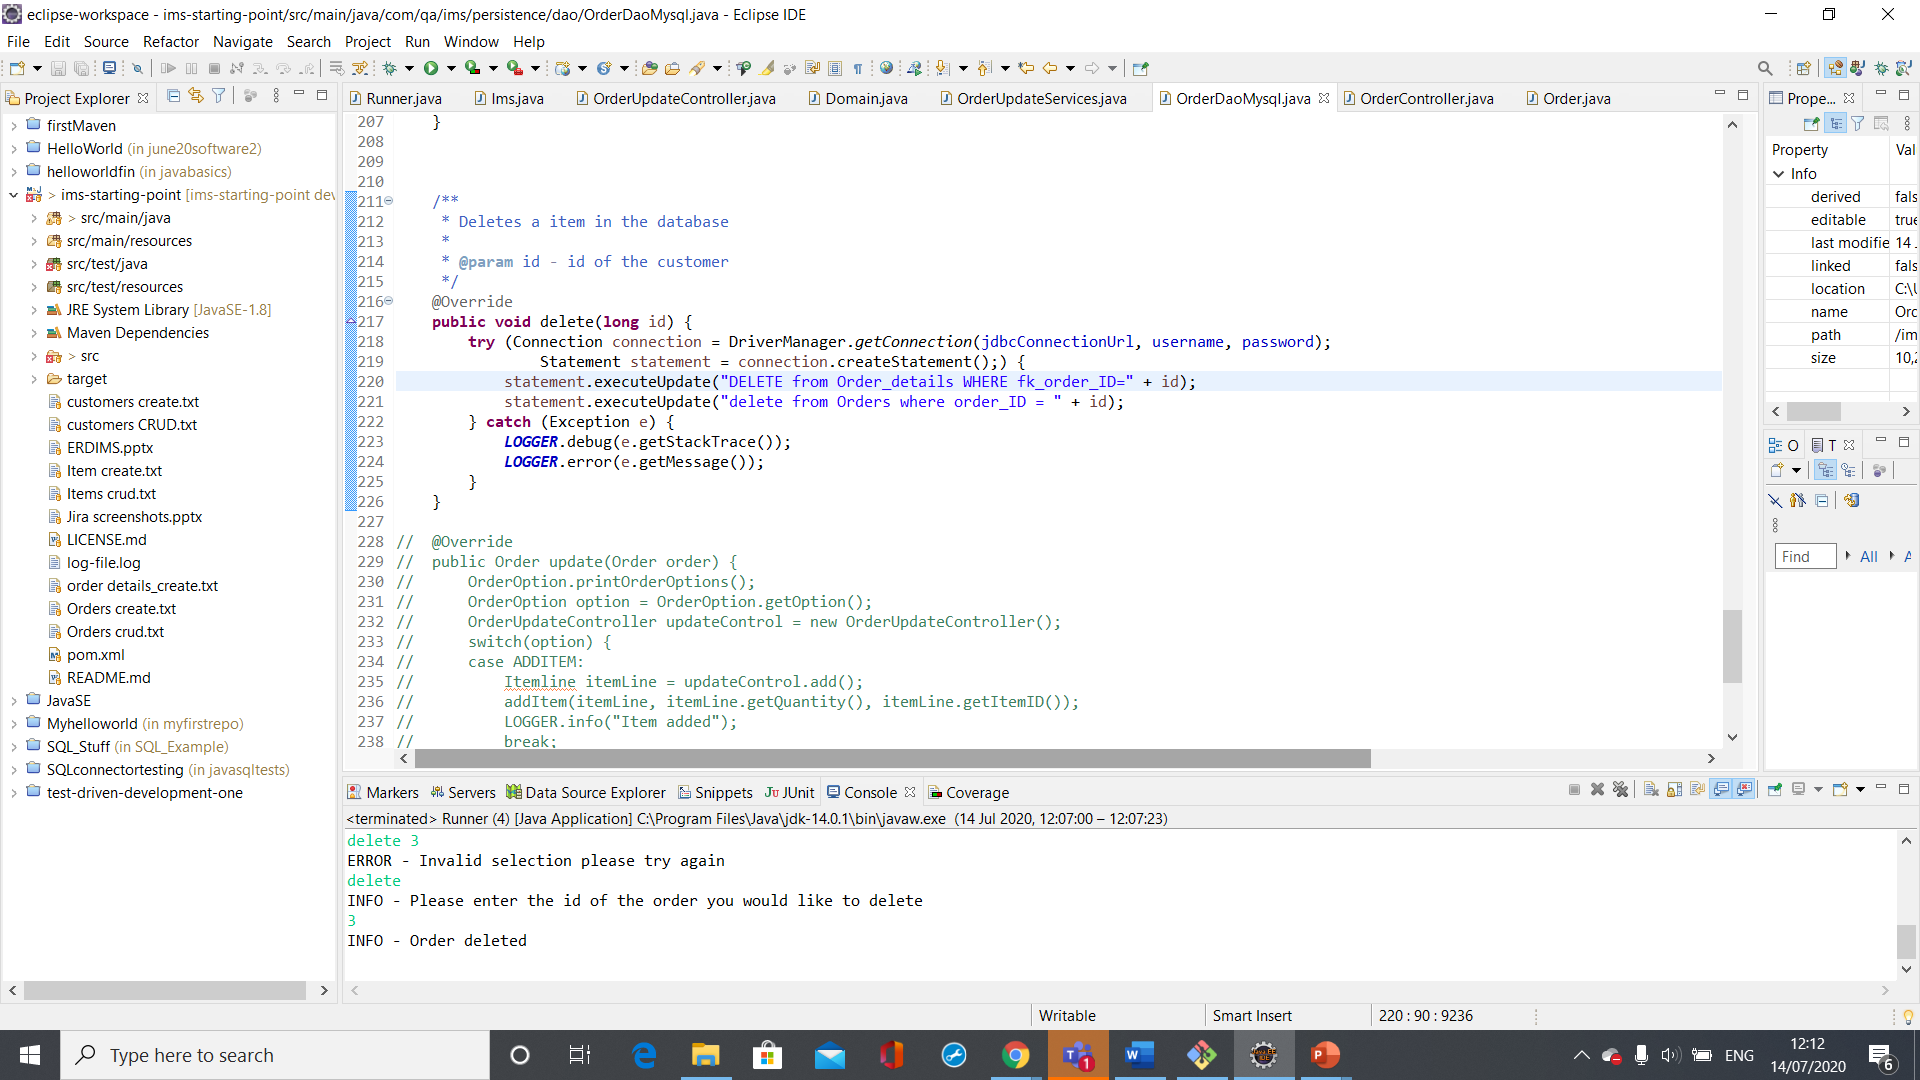 eclipse-workspace - ims-starting-point/src/main/java/com/qa/ims/persistence/dao/OrderDaoMysql.java - Eclipse IDE
File Edit Source Refactor Navigate Search Project Run Window Help
Project Explorer
firstMaven
HelloWorld (in june20software2)
helloworldfin (in javabasics)
> ims-starting-point [ims-starting-point dev
> src/main/java
src/main/resources
src/test/java
src/test/resources
JRE System Library [JavaSE-1.8]
Maven Dependencies
> src
target
customers create.txt
customers CRUD.txt
ERDIMS.pptx
Item create.txt
Items crud.txt
Jira screenshots.pptx
LICENSE.md
log-file.log
order details_create.txt
Orders create.txt
Orders crud.txt
pom.xml
README.md
JavaSE
Myhelloworld (in myfirstrepo)
SQL_Stuff (in SQL_Example)
SQLconnectortesting (in javasqltests)
test-driven-development-one
Runner.java Ims.java OrderUpdateController.java Domain.java OrderUpdateServices.java OrderDaoMysql.java OrderController.java Order.java
207 }
208
209
210
211 /**
212 * Deletes a item in the database
213 *
214 * @param id - id of the customer
215 */
216 @Override
217 public void delete(long id) {
218 try (Connection connection = DriverManager.getConnection(jdbcConnectionUrl, username, password);
219 Statement statement = connection.createStatement();) {
220 statement.executeUpdate("DELETE from Order_details WHERE fk_order_ID=" + id);
221 statement.executeUpdate("delete from Orders where order_ID = " + id);
222 } catch (Exception e) {
223 LOGGER.debug(e.getStackTrace());
224 LOGGER.error(e.getMessage());
225 }
226 }
227
228 // @Override
229 // public Order update(Order order) {
230 // OrderOption.printOrderOptions();
231 // OrderOption option = OrderOption.getOption();
232 // OrderUpdateController updateControl = new OrderUpdateController();
233 // switch(option) {
234 // case ADDITEM:
235 // Itemline itemLine = updateControl.add();
236 // addItem(itemLine, itemLine.getQuantity(), itemLine.getItemID());
237 // LOGGER.info("Item added");
238 // break;
Prope...
Property Val
Info
derived fals
editable true
last modifie 14
linked fals
location C:\U
name Orc
path /im
size 10,2
O T
Find All A
Markers Servers Data Source Explorer Snippets JUnit Console Coverage
<terminated> Runner (4) [Java Application] C:\Program Files\Java\jdk-14.0.1\bin\javaw.exe (14 Jul 2020, 12:07:00 – 12:07:23)
delete 3
ERROR - Invalid selection please try again
delete
INFO - Please enter the id of the order you would like to delete
3
INFO - Order deleted
Writable Smart Insert 220 : 90 : 9236
Type here to search
1
ENG
12:12
14/07/2020
6